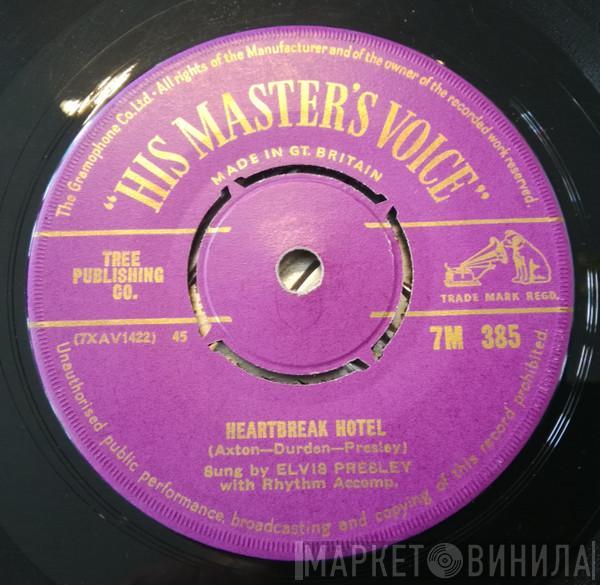 The Gramophone Co. Ltd. - All rights of the Manufacturer and of the owner of the recorded work reserved.
"HIS MASTER'S VOICE"
MADE IN GT. BRITAIN
TREE
PUBLISHING
CO.
TRADE MARK REGD.
(7XAV1422) 45
7M 385
HEARTBREAK HOTEL
(Axton—Durden—Presley)
Sung by ELVIS PRESLEY
with Rhythm Accomp.
Unauthorised public performance, broadcasting and copying of this record prohibited.
МАРКЕТ ВИНИЛА